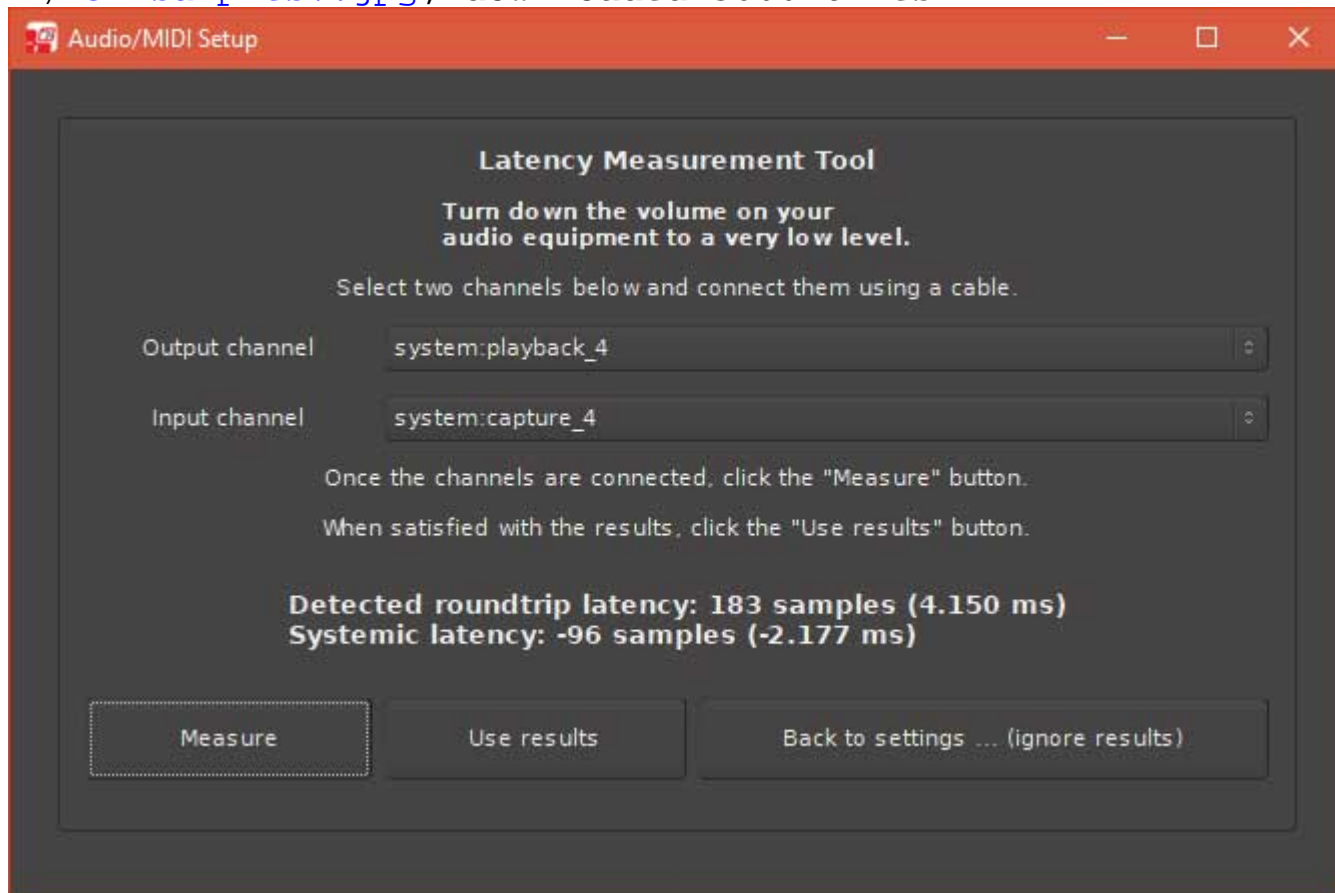 Audio/MIDI Setup
Latency Measurement Tool
Turn down the volume on your
audio equipment to a very low level.
Select two channels below and connect them using a cable.
Output channel system:playback_4
Input channel system:capture_4
Once the channels are connected, click the "Measure" button.
When satisfied with the results, click the "Use results" button.
Detected roundtrip latency: 183 samples (4.150 ms)
Systemic latency: -96 samples (-2.177 ms)
Measure Use results Back to settings ... (ignore results)